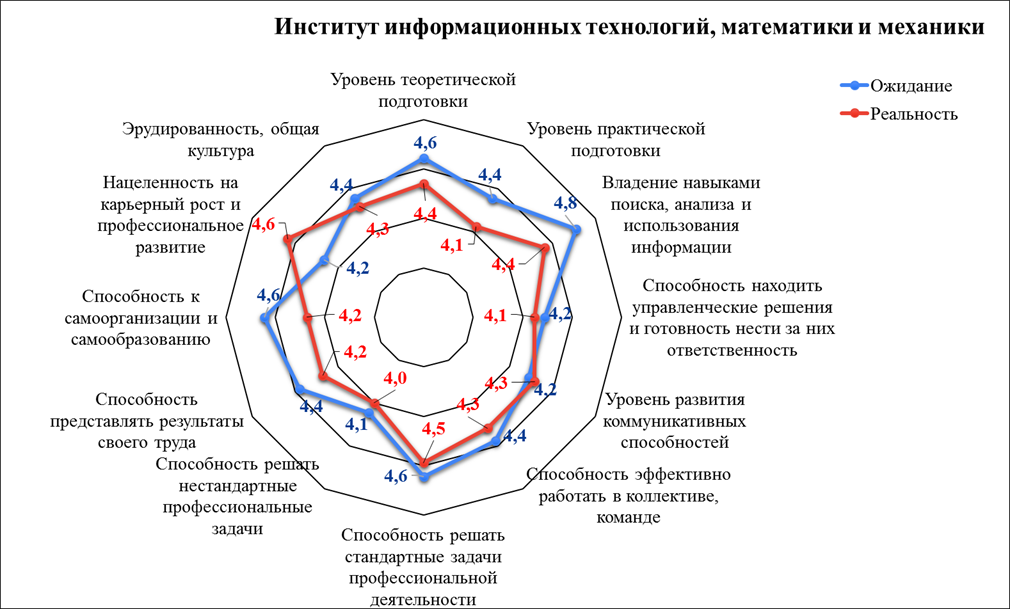 Институт информационных технологий, математики и механики
Ожидание
Реальность
Уровень теоретической
подготовки
Уровень практической
подготовки
Владение навыками
поиска, анализа и
использования
информации
Способность находить
управленческие решения
и готовность нести за них
ответственность
Уровень развития
коммуникативных
способностей
Способность эффективно
работать в коллективе,
команде
Способность решать
стандартные задачи
профессиональной
деятельности
Способность решать
нестандартные
профессиональные
задачи
Способность
представлять результаты
своего труда
Способность к
самоорганизации и
самообразованию
Нацеленность на
карьерный рост и
профессиональное
развитие
Эрудированность, общая
культура
4,6
4,4
4,8
4,2
4,2
4,4
4,6
4,1
4,4
4,6
4,2
4,4
4,4
4,1
4,4
4,1
4,3
4,3
4,5
4,0
4,2
4,2
4,6
4,3